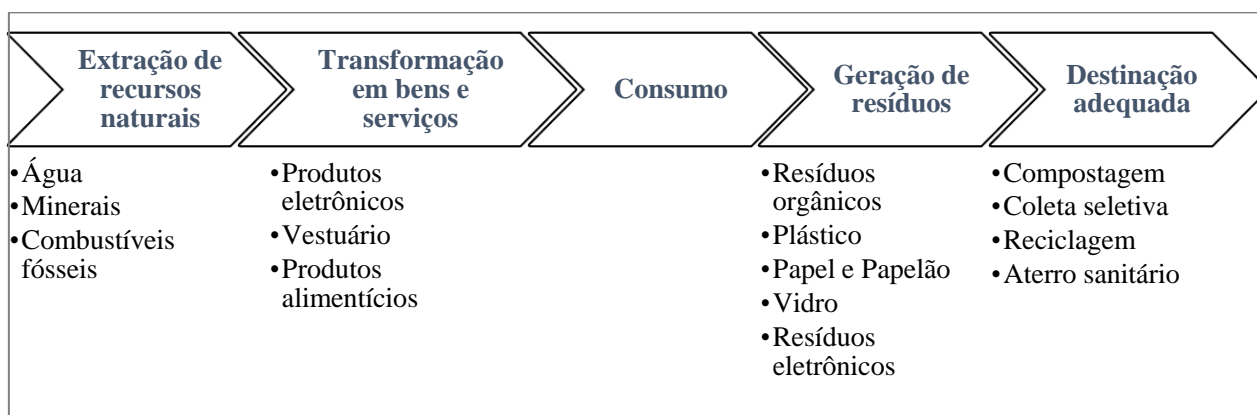 Extração de
recursos
naturais
Transformação
em bens e
serviços
Consumo
Geração de
resíduos
Destinação
adequada
•Água
•Minerais
•Combustíveis
fósseis
•Produtos
eletrônicos
•Vestuário
•Produtos
alimentícios
•Resíduos
orgânicos
•Plástico
•Papel e Papelão
•Vidro
•Resíduos
eletrônicos
•Compostagem
•Coleta seletiva
•Reciclagem
•Aterro sanitário